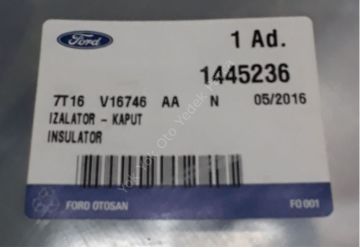 Ford
1 Ad.
1445236
7T16 V16746 AA N 05/2016
IZALATOR - KAPUT
INSULATOR
FORD OTOSAN
FO 001